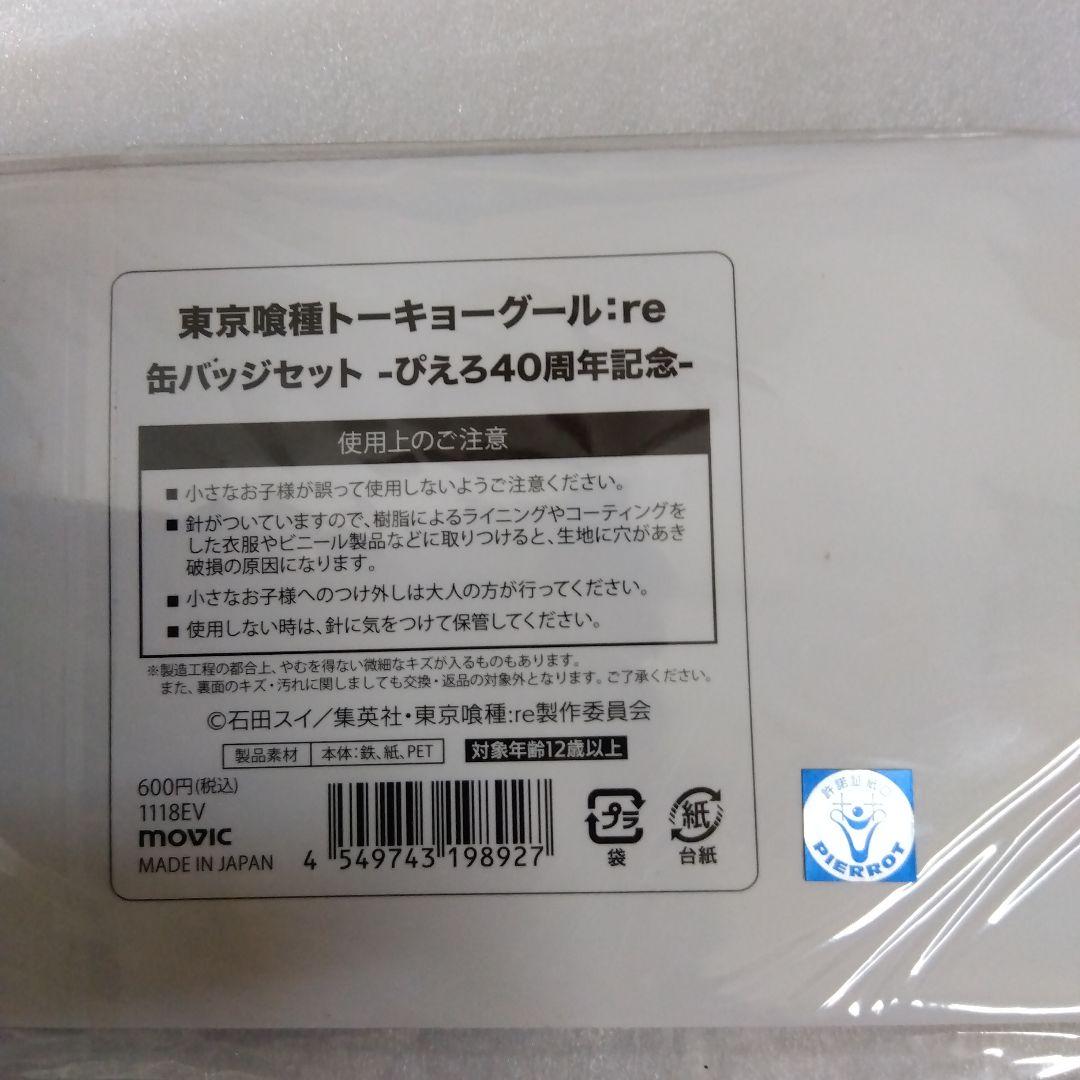 東京喰種トーキョーグール:re
缶バッジセット -ぴえろ40周年記念-
使用上のご注意
■ 小さなお子様が誤って使用しないようご注意ください。
■ 針がついていますので、樹脂によるライニングやコーティングを
した衣服やビニール製品などに取りつけると、生地に穴があき
破損の原因になります。
■ 小さなお子様へのつけ外しは大人の方が行ってください。
■ 使用しない時は、針に気をつけて保管してください。
※製造工程の都合上、やむを得ない微細なキズが入るものもあります。
また、裏面のキズ・汚れに関しましても交換・返品の対象外となります。ご了承ください。
©石田スイ/集英社・東京喰種:re製作委員会
製品素材 本体:鉄、紙、PET 対象年齢12歳以上
600円(税込)
1118EV
movic
MADE IN JAPAN
4 549743 198927
プラ
袋
紙
台紙
許諾証紙
PIERROT